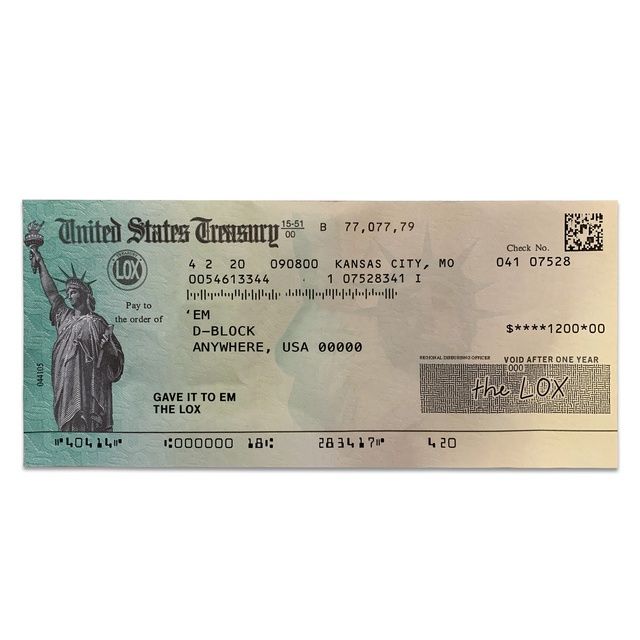 United States Treasury 15-51 00 B 77,077,79
LOX
Check No.
4 2 20 090800 KANSAS CITY, MO 041 07528
0054613344 1 07528341 I
Pay to
the order of
'EM
D-BLOCK
ANYWHERE, USA 00000
$****1200*00
REGIONAL DISBURSING OFFICER VOID AFTER ONE YEAR
000
the LOX
044105
GAVE IT TO EM
THE LOX
⑈40414⑈ ⑆000000 18⑆ 283417⑈ 420